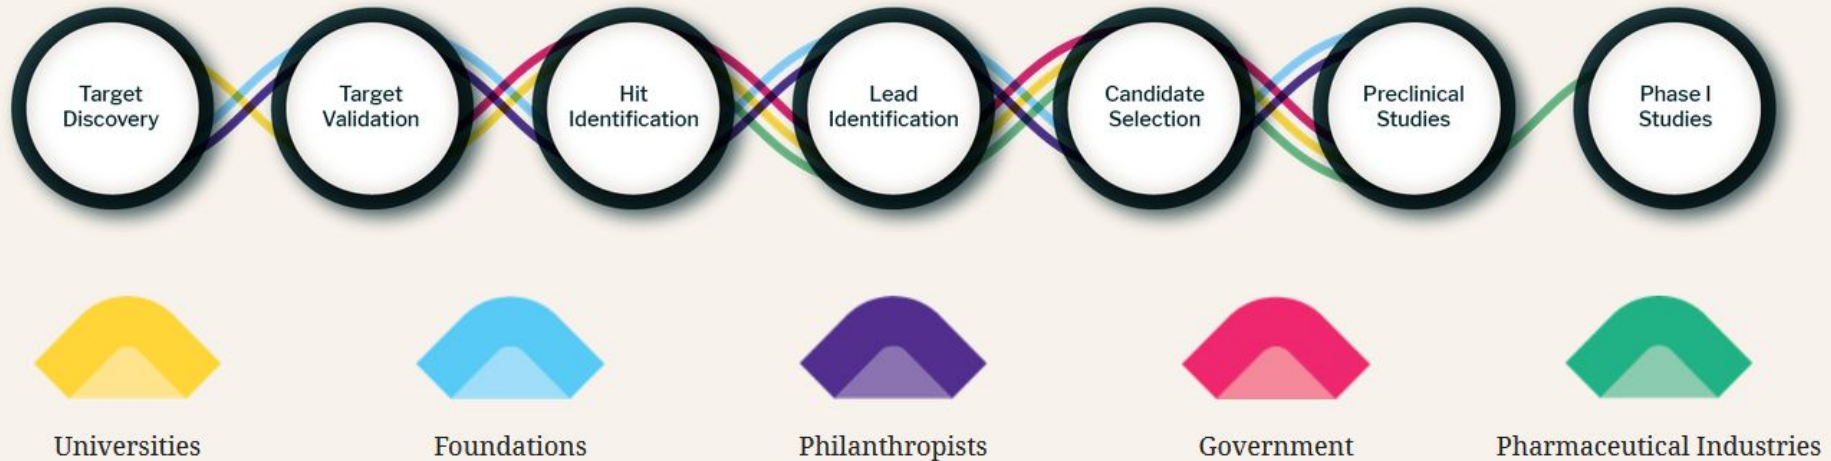 Target
Discovery
Target
Validation
Hit
Identification
Lead
Identification
Candidate
Selection
Preclinical
Studies
Phase I
Studies
Universities
Foundations
Philanthropists
Government
Pharmaceutical Industries